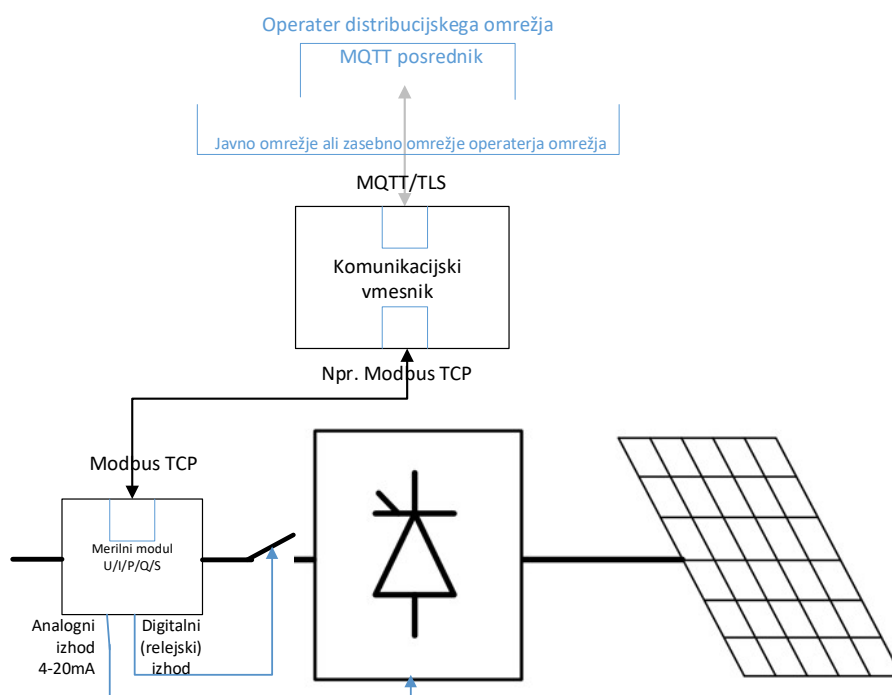 Operater distribucijskega omrežja
MQTT posrednik
Javno omrežje ali zasebno omrežje operaterja omrežja
MQTT/TLS
Komunikacijski
vmesnik
Npr. Modbus TCP
Modbus TCP
Merilni modul
U/I/P/Q/S
Analogni
izhod
4-20mA
Digitalni
(relejski)
izhod